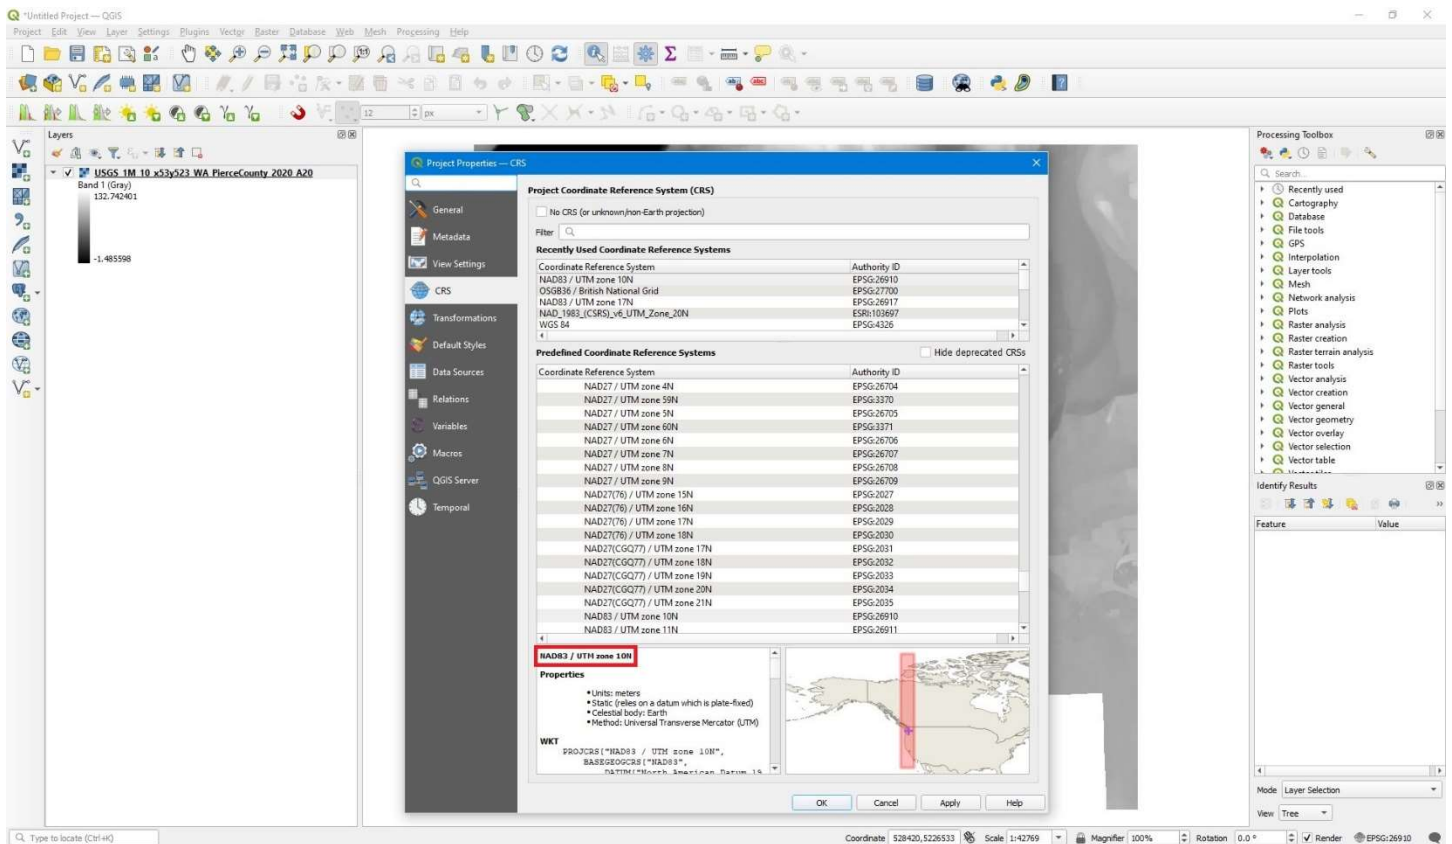 *Untitled Project — QGIS
Project Edit View Layer Settings Plugins Vector Raster Database Web Mesh Processing Help
12 px
Layers
USGS_1M_10_x53y523_WA_PierceCounty_2020_A20
Band 1 (Gray)
132.742401
-1.485598
Project Properties — CRS
General
Metadata
View Settings
CRS
Transformations
Default Styles
Data Sources
Relations
Variables
Macros
QGIS Server
Temporal
Project Coordinate Reference System (CRS)
No CRS (or unknown/non-Earth projection)
Filter
Recently Used Coordinate Reference Systems
Coordinate Reference System Authority ID
NAD83 / UTM zone 10N EPSG:26910
OSGB36 / British National Grid EPSG:27700
NAD83 / UTM zone 17N EPSG:26917
NAD_1983_(CSRS)_v6_UTM_Zone_20N ESRI:103697
WGS 84 EPSG:4326
Predefined Coordinate Reference Systems Hide deprecated CRSs
Coordinate Reference System Authority ID
NAD27 / UTM zone 4N EPSG:26704
NAD27 / UTM zone 59N EPSG:3370
NAD27 / UTM zone 5N EPSG:26705
NAD27 / UTM zone 60N EPSG:3371
NAD27 / UTM zone 6N EPSG:26706
NAD27 / UTM zone 7N EPSG:26707
NAD27 / UTM zone 8N EPSG:26708
NAD27 / UTM zone 9N EPSG:26709
NAD27(76) / UTM zone 15N EPSG:2027
NAD27(76) / UTM zone 16N EPSG:2028
NAD27(76) / UTM zone 17N EPSG:2029
NAD27(76) / UTM zone 18N EPSG:2030
NAD27(CGQ77) / UTM zone 17N EPSG:2031
NAD27(CGQ77) / UTM zone 18N EPSG:2032
NAD27(CGQ77) / UTM zone 19N EPSG:2033
NAD27(CGQ77) / UTM zone 20N EPSG:2034
NAD27(CGQ77) / UTM zone 21N EPSG:2035
NAD83 / UTM zone 10N EPSG:26910
NAD83 / UTM zone 11N EPSG:26911
NAD83 / UTM zone 10N
Properties
•Units: meters
•Static (relies on a datum which is plate-fixed)
•Celestial body: Earth
•Method: Universal Transverse Mercator (UTM)
WKT
PROJCRS["NAD83 / UTM zone 10N",
BASEGEOGCRS["NAD83",
DATUM["North American Datum 19
OK Cancel Apply Help
Processing Toolbox
Search...
Recently used
Cartography
Database
File tools
GPS
Interpolation
Layer tools
Mesh
Network analysis
Plots
Raster analysis
Raster creation
Raster terrain analysis
Raster tools
Vector analysis
Vector creation
Vector general
Vector geometry
Vector overlay
Vector selection
Vector table
Identify Results
Feature Value
Mode Layer Selection
View Tree
Type to locate (Ctrl+K)
Coordinate 528420,5226533 Scale 1:42769 Magnifier 100% Rotation 0.0 ° Render EPSG:26910